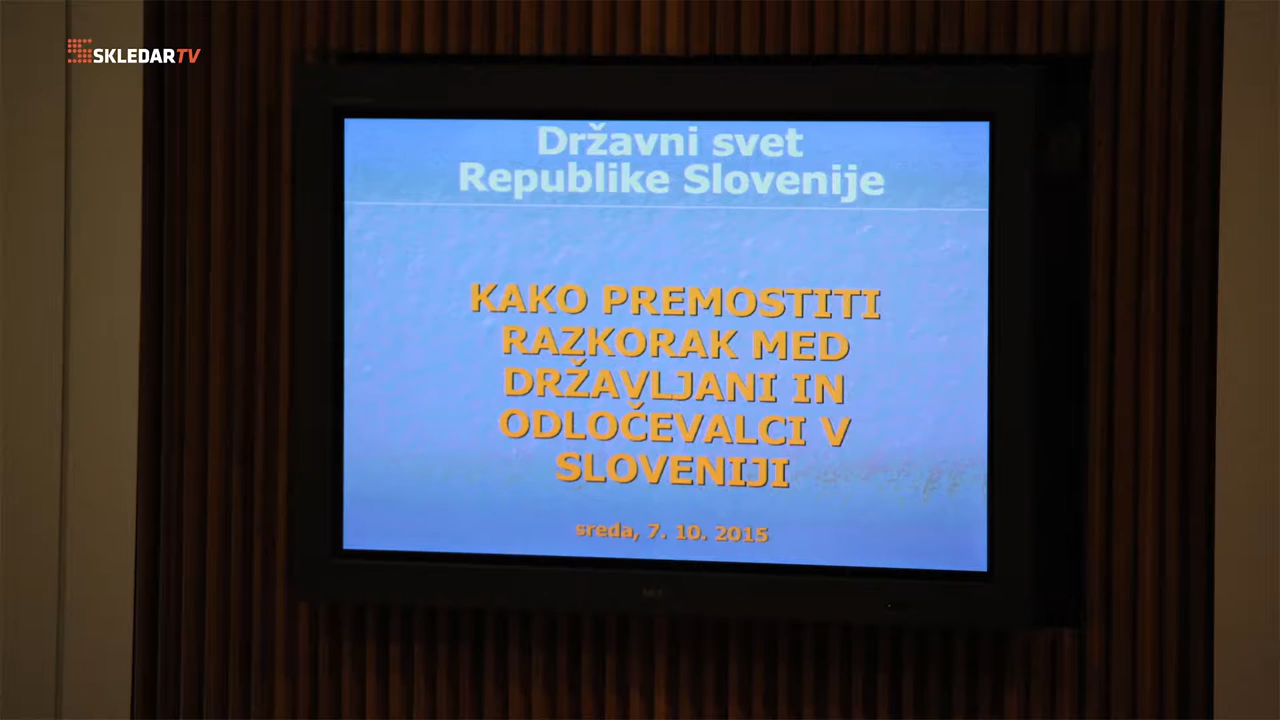 SKLEDARTV
Državni svet
Republike Slovenije
KAKO PREMOSTITI
RAZKORAK MED
DRŽAVLJANI IN
ODLOČEVALCI V
SLOVENIJI
sreda, 7. 10. 2015